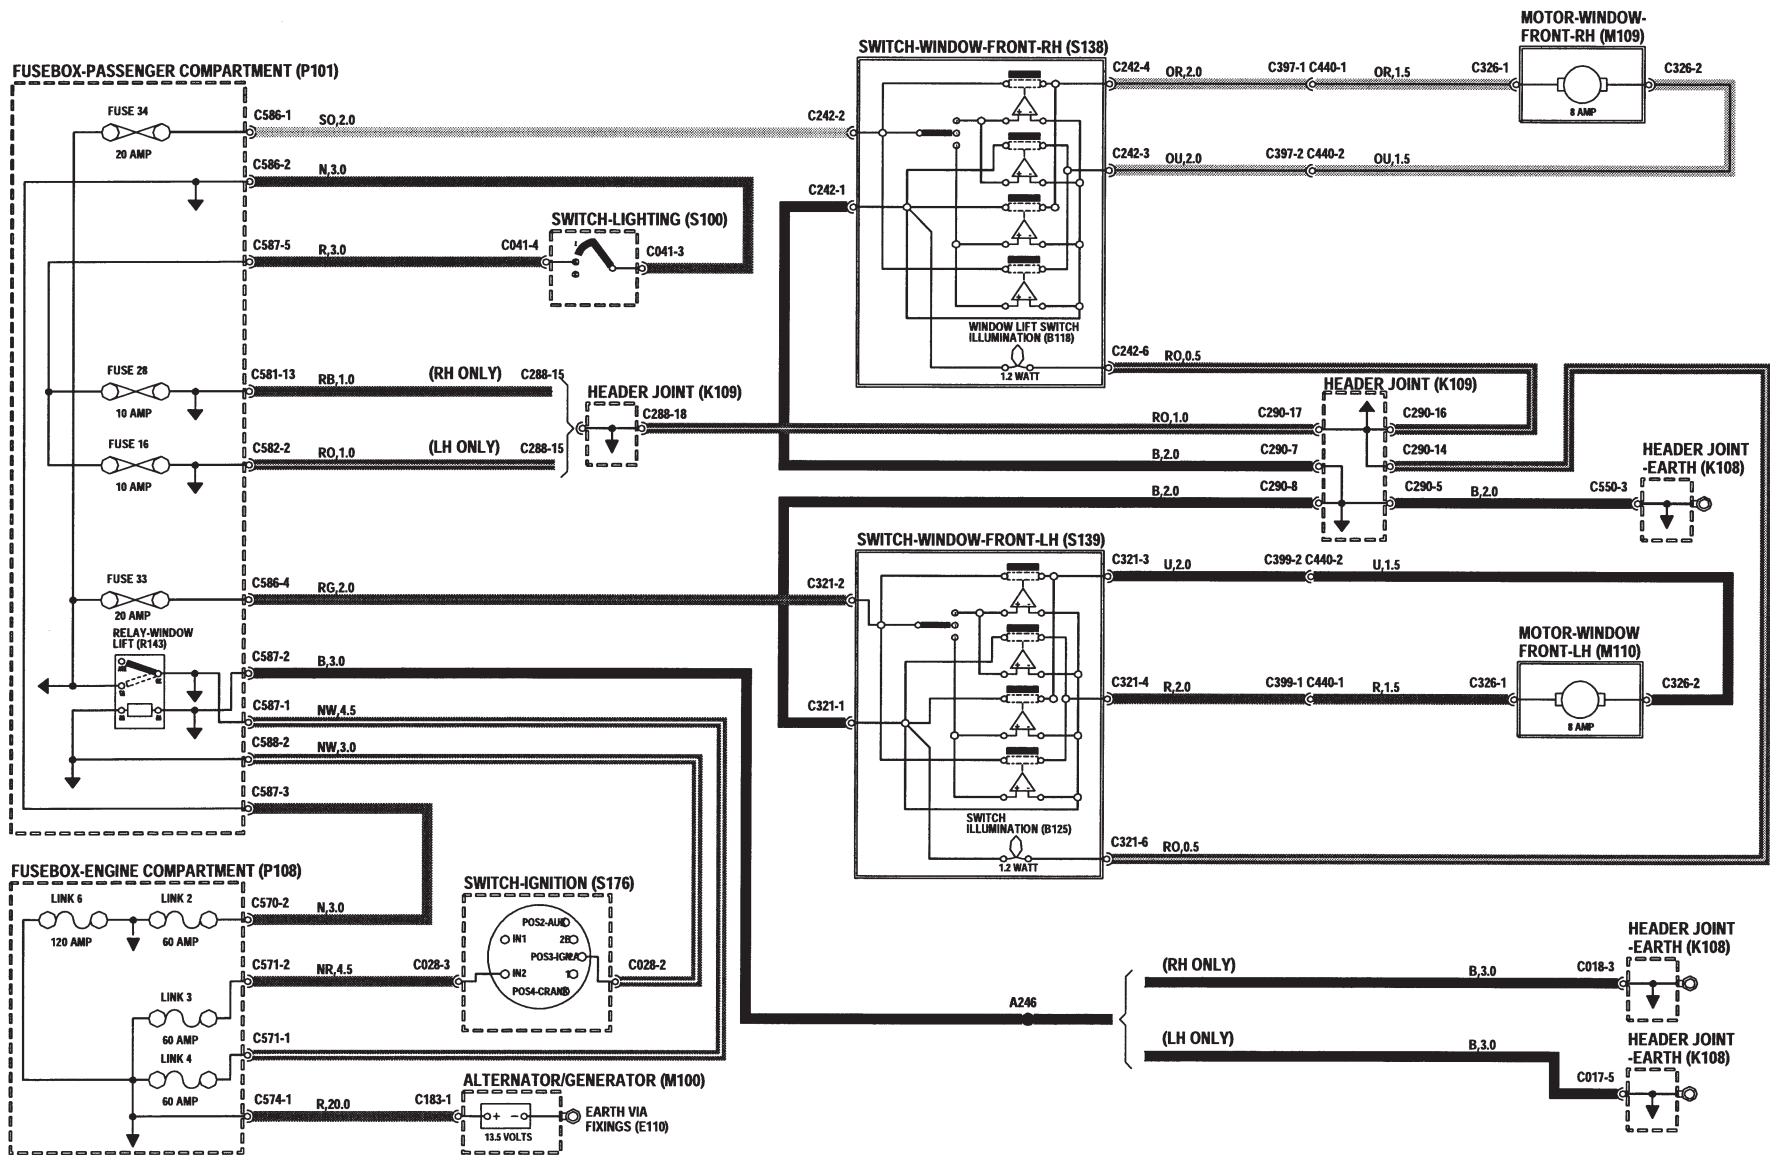 MOTOR-WINDOW-
FRONT-RH (M109)
SWITCH-WINDOW-FRONT-RH (S138)
FUSEBOX-PASSENGER COMPARTMENT (P101)
C242-4
OR,2.0
C397-1 C440-1
OR,1.5
C326-1
C326-2
8 AMP
FUSE 34
20 AMP
C586-1
SO,2.0
C242-2
C586-2
N,3.0
C242-3
OU,2.0
C397-2 C440-2
OU,1.5
C242-1
SWITCH-LIGHTING (S100)
C587-5
R,3.0
C041-4
C041-3
WINDOW LIFT SWITCH
ILLUMINATION (B118)
1.2 WATT
C242-6
RO,0.5
FUSE 28
10 AMP
C581-13
RB,1.0
(RH ONLY)
C288-15
HEADER JOINT (K109)
C288-18
HEADER JOINT (K109)
RO,1.0
C290-17
C290-16
FUSE 16
10 AMP
C582-2
RO,1.0
(LH ONLY)
C288-15
B,2.0
C290-7
C290-14
HEADER JOINT
-EARTH (K108)
B,2.0
C290-8
C290-5
B,2.0
C550-3
SWITCH-WINDOW-FRONT-LH (S139)
C321-3
U,2.0
C399-2 C440-2
U,1.5
FUSE 33
20 AMP
C586-4
RG,2.0
C321-2
RELAY-WINDOW
LIFT (R143)
C587-2
B,3.0
MOTOR-WINDOW
FRONT-LH (M110)
C321-4
R,2.0
C399-1 C440-1
R,1.5
C326-1
C326-2
8 AMP
C587-1
NW,4.5
C321-1
C588-2
NW,3.0
C587-3
SWITCH
ILLUMINATION (B125)
1.2 WATT
C321-6
RO,0.5
FUSEBOX-ENGINE COMPARTMENT (P108)
LINK 6
120 AMP
LINK 2
60 AMP
C570-2
N,3.0
SWITCH-IGNITION (S176)
POS2-AUX
IN1
2B
POS3-IGN
2A
IN2
1
POS4-CRANK
C571-2
NR,4.5
C028-3
C028-2
HEADER JOINT
-EARTH (K108)
(RH ONLY)
B,3.0
C018-3
LINK 3
60 AMP
A246
C571-1
LINK 4
60 AMP
(LH ONLY)
B,3.0
HEADER JOINT
-EARTH (K108)
C017-5
ALTERNATOR/GENERATOR (M100)
C574-1
R,20.0
C183-1
+ -
13.5 VOLTS
EARTH VIA
FIXINGS (E110)